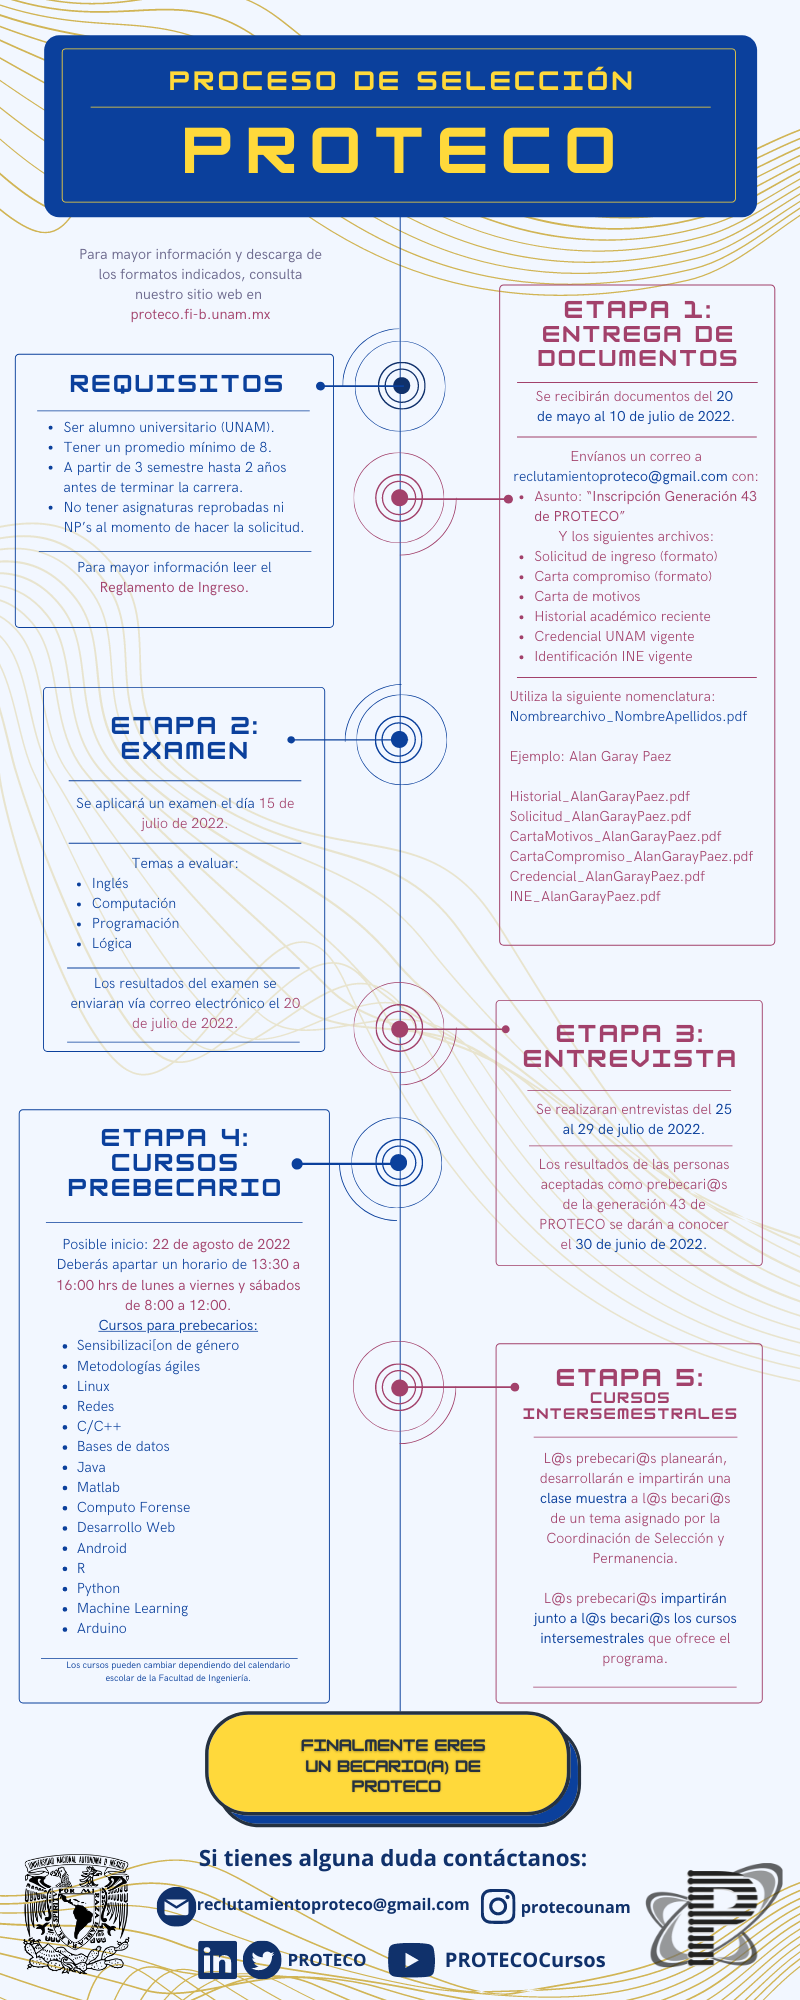 PROCESO DE SELECCIÓN
PROTECO
Para mayor información y descarga de
los formatos indicados, consulta
nuestro sitio web en
proteco.fi-b.unam.mx
REQUISITOS
• Ser alumno universitario (UNAM).
• Tener un promedio mínimo de 8.
• A partir de 3 semestre hasta 2 años
antes de terminar la carrera.
• No tener asignaturas reprobadas ni
NP's al momento de hacer la solicitud.
Para mayor información leer el
Reglamento de Ingreso.
ETAPA 1:
ENTREGA DE
DOCUMENTOS
Se recibirán documentos del 20
de mayo al 10 de julio de 2022.
Envíanos un correo a
reclutamientoproteco@gmail.com con:
• Asunto: "Inscripción Generación 43
de PROTECO"
Y los siguientes archivos:
• Solicitud de ingreso (formato)
• Carta compromiso (formato)
• Carta de motivos
• Historial académico reciente
• Credencial UNAM vigente
• Identificación INE vigente
Utiliza la siguiente nomenclatura:
Nombrearchivo_NombreApellidos.pdf
Ejemplo: Alan Garay Paez
Historial_AlanGarayPaez.pdf
Solicitud_AlanGarayPaez.pdf
CartaMotivos_AlanGarayPaez.pdf
CartaCompromiso_AlanGarayPaez.pdf
Credencial_AlanGarayPaez.pdf
INE_AlanGarayPaez.pdf
ETAPA 2:
EXAMEN
Se aplicará un examen el día 15 de
julio de 2022.
Temas a evaluar:
• Inglés
• Computación
• Programación
• Lógica
Los resultados del examen se
enviaran vía correo electrónico el 20
de julio de 2022.
ETAPA 3:
ENTREVISTA
Se realizaran entrevistas del 25
al 29 de julio de 2022.
Los resultados de las personas
aceptadas como prebecari@s
de la generación 43 de
PROTECO se darán a conocer
el 30 de junio de 2022.
ETAPA 4:
CURSOS
PREBECARIO
Posible inicio: 22 de agosto de 2022
Deberás apartar un horario de 13:30 a
16:00 hrs de lunes a viernes y sábados
de 8:00 a 12:00.
Cursos para prebecarios:
• Sensibilizaci[on de género
• Metodologías ágiles
• Linux
• Redes
• C/C++
• Bases de datos
• Java
• Matlab
• Computo Forense
• Desarrollo Web
• Android
• R
• Python
• Machine Learning
• Arduino
Los cursos pueden cambiar dependiendo del calendario
escolar de la Facultad de Ingeniería.
ETAPA 5:
CURSOS
INTERSEMESTRALES
L@s prebecari@s planearán,
desarrollarán e impartirán una
clase muestra a l@s becari@s
de un tema asignado por la
Coordinación de Selección y
Permanencia.
L@s prebecari@s impartirán
junto a l@s becari@s los cursos
intersemestrales que ofrece el
programa.
FINALMENTE ERES
UN BECARIO(A) DE
PROTECO
Si tienes alguna duda contáctanos:
reclutamientoproteco@gmail.com
protecounam
in
PROTECO
PROTECOCursos
UNIVERSIDAD NACIONAL AUTONOMA D MEXICO
P